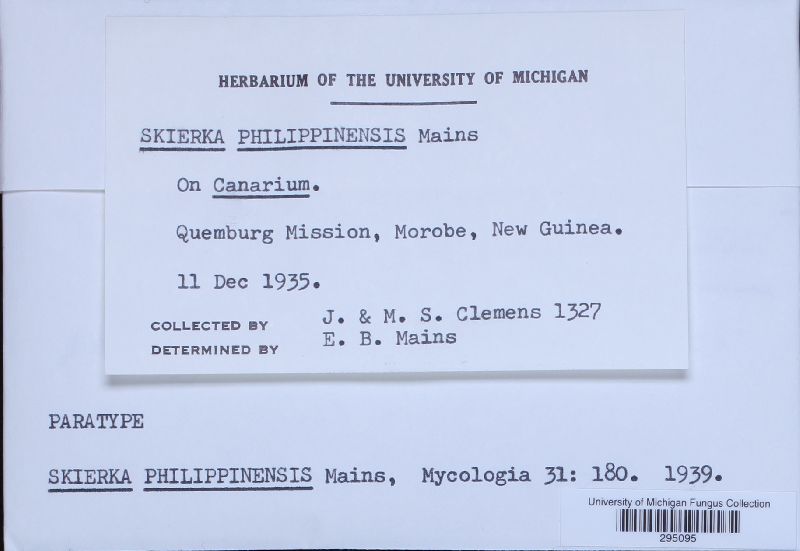 HERBARIUM OF THE UNIVERSITY OF MICHIGAN
SKIERKA PHILIPPINENSIS Mains
On Canarium.
Quemburg Mission, Morobe, New Guinea.
11 Dec 1935.
COLLECTED BY J. & M. S. Clemens 1327
DETERMINED BY E. B. Mains
PARATYPE
SKIERKA PHILIPPINENSIS Mains, Mycologia 31: 180. 1939.
University of Michigan Fungus Collection
295095